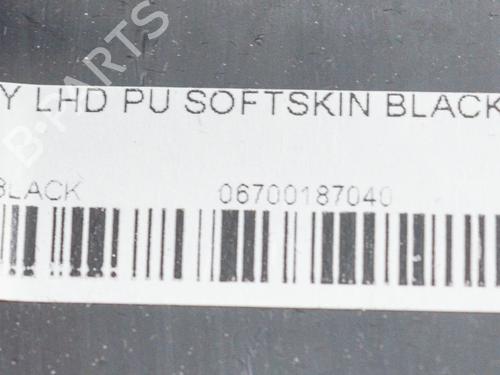 Y LHD PU SOFTSKIN BLACK
BLACK 06700187040
B-PARTS